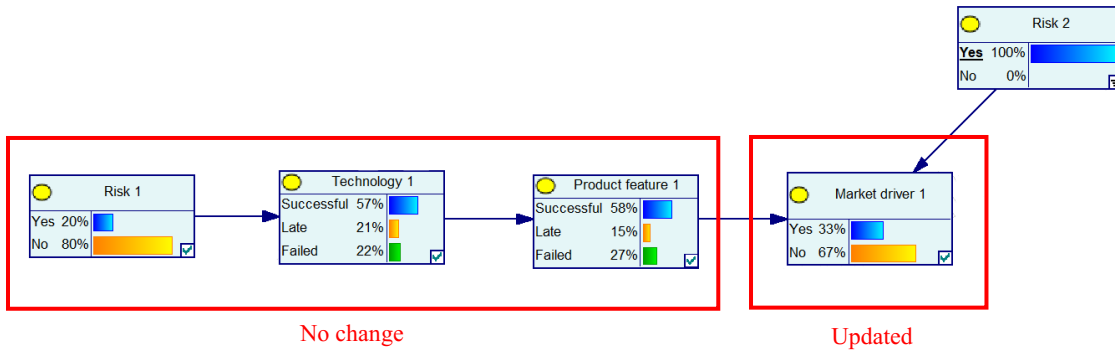 Risk 2
Yes 100%
No 0%
Risk 1
Yes 20%
No 80%
Technology 1
Successful 57%
Late 21%
Failed 22%
Product feature 1
Successful 58%
Late 15%
Failed 27%
Market driver 1
Yes 33%
No 67%
No change
Updated